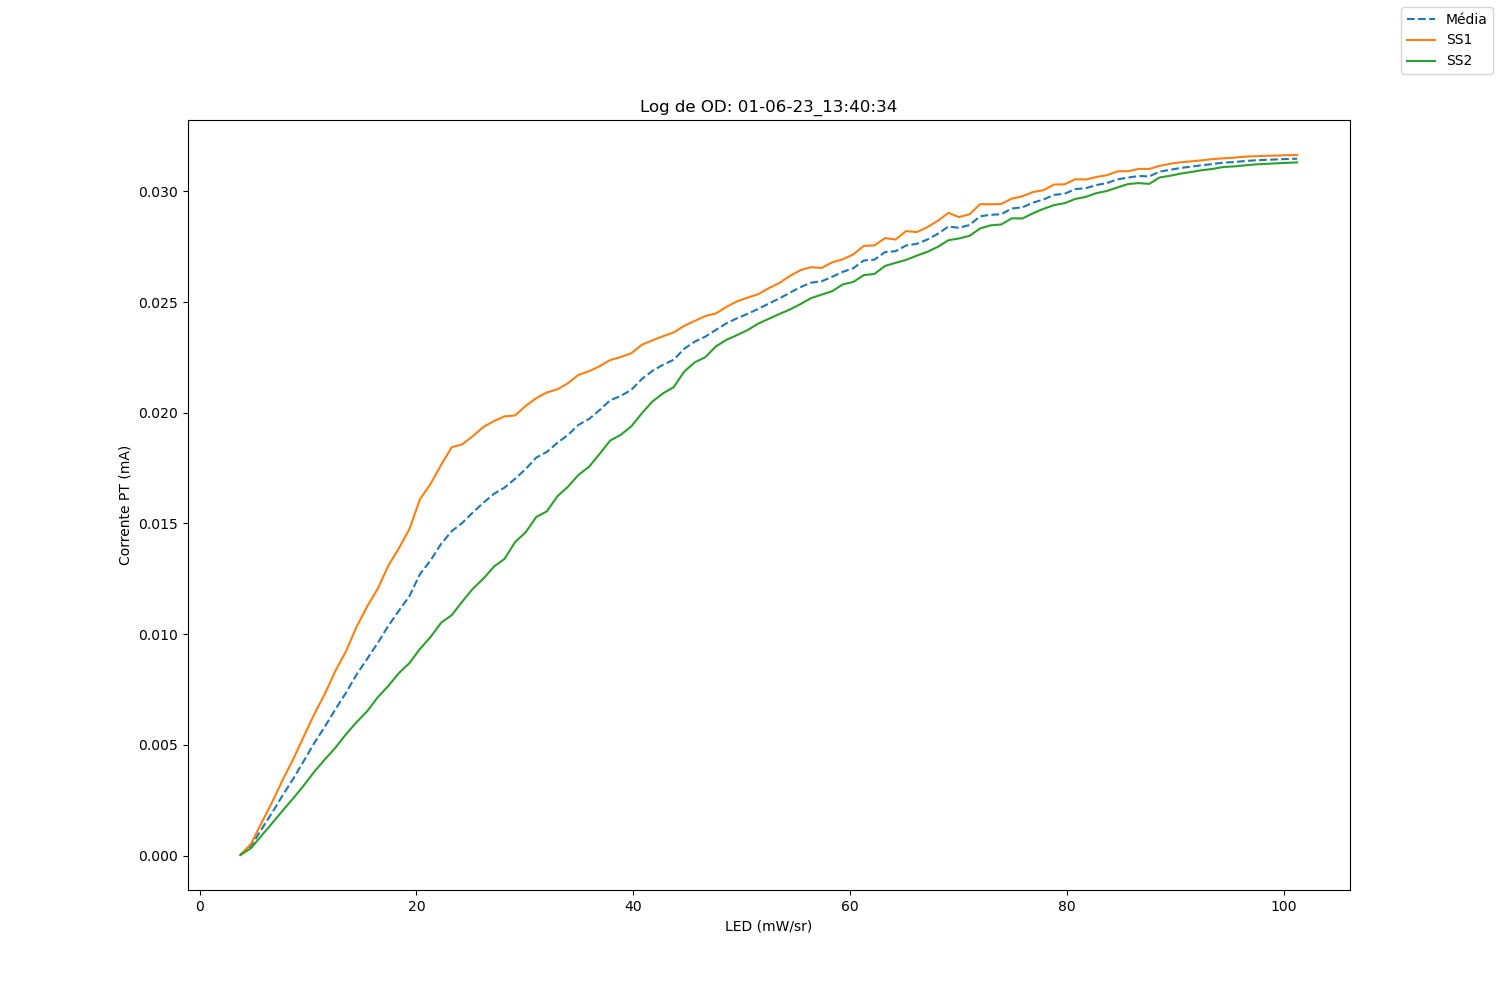 Média
SS1
SS2
Log de OD: 01-06-23_13:40:34
0.030
0.025
0.020
0.015
0.010
0.005
0.000
Corrente PT (mA)
0 20 40 60 80 100
LED (mW/sr)